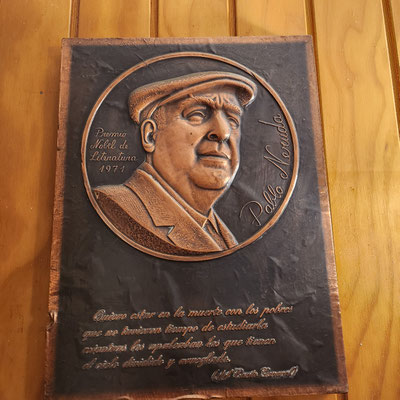 Premio
Nobel de
Literatura
1971
Pablo Neruda
Quiero estar en la muerte con los pobres
que no tuvieron tiempo de estudiarla
mientras los apaleaban los que tienen
el cielo dividido y arreglado.